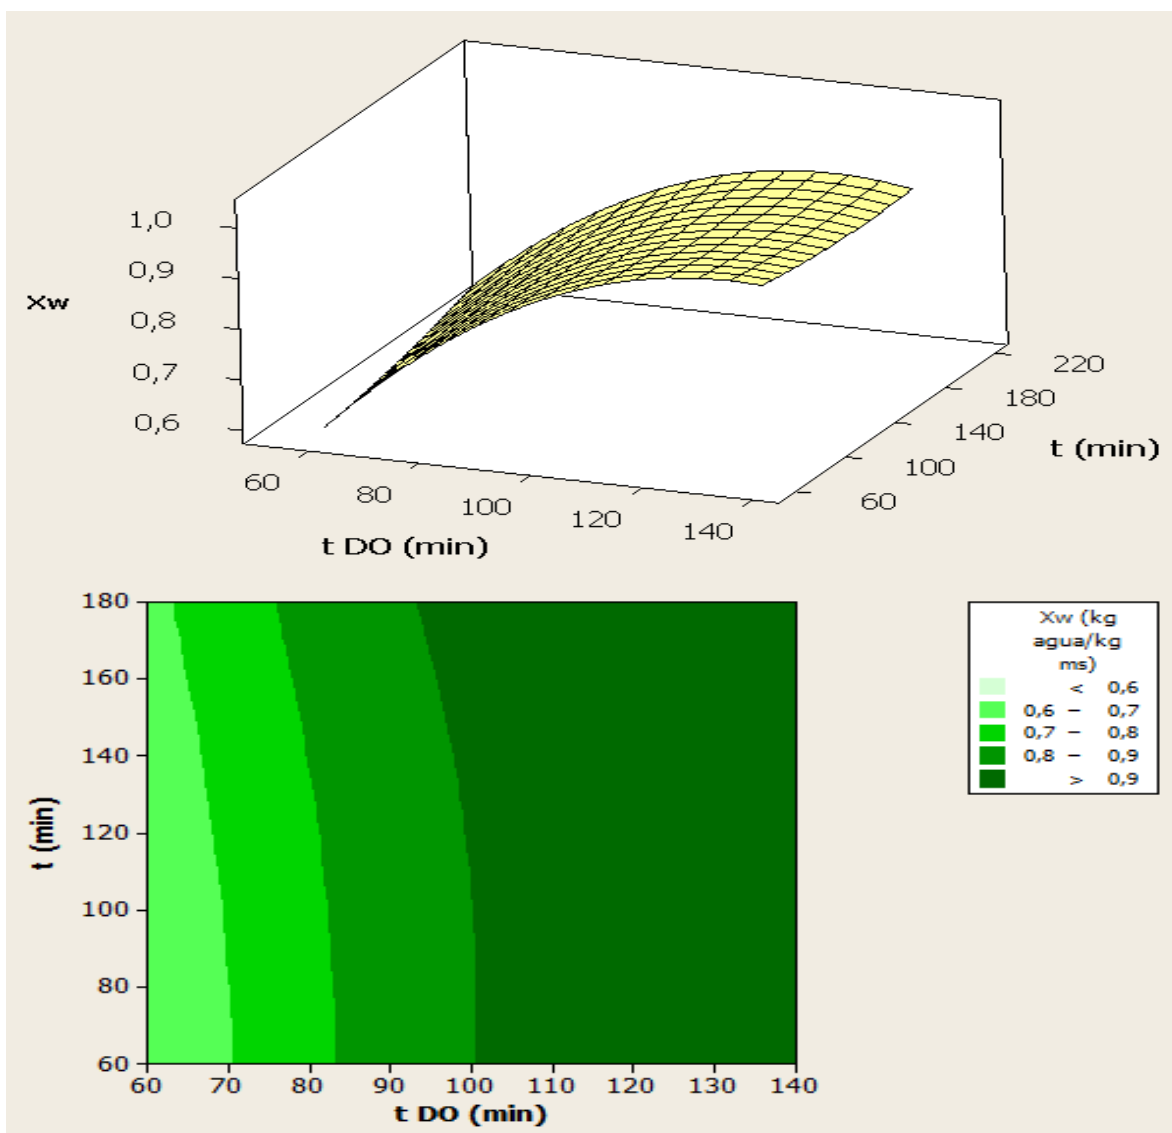 1,0
0,9
Xw
0,8
0,7
0,6
60
80
100
120
140
t DO (min)
60
100
140
180
220
t (min)
180
160
140
120
100
80
60
t (min)
60 70 80 90 100 110 120 130 140
t DO (min)
Xw (kg
agua/kg
ms)
< 0,6
0,6 – 0,7
0,7 – 0,8
0,8 – 0,9
> 0,9